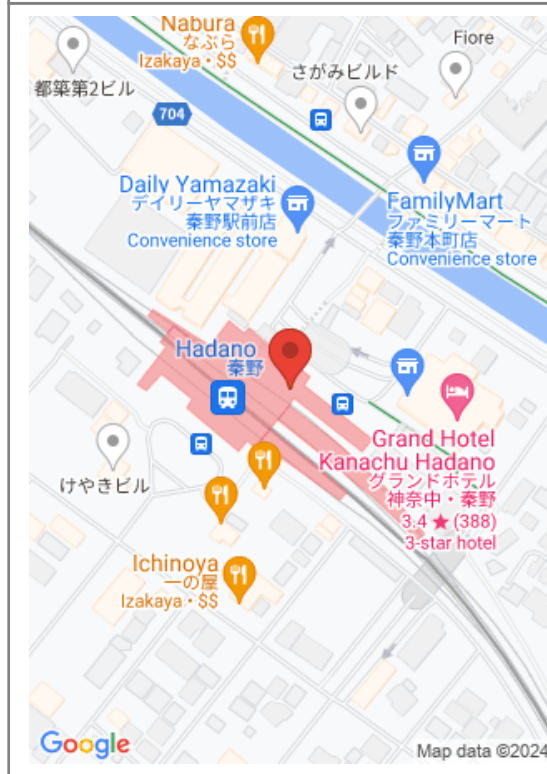 Nabura
なぶら
Izakaya・$$
Fiore
さがみビルド
都築第2ビル
704
Daily Yamazaki
デイリーヤマザキ
秦野駅前店
Convenience store
FamilyMart
ファミリーマート
秦野本町店
Convenience store
Hadano
秦野
Grand Hotel
Kanachu Hadano
グランドホテル
神奈中・秦野
3.4 ★ (388)
3-star hotel
けやきビル
Ichinoya
一の屋
Izakaya・$$
Google
Map data ©2024